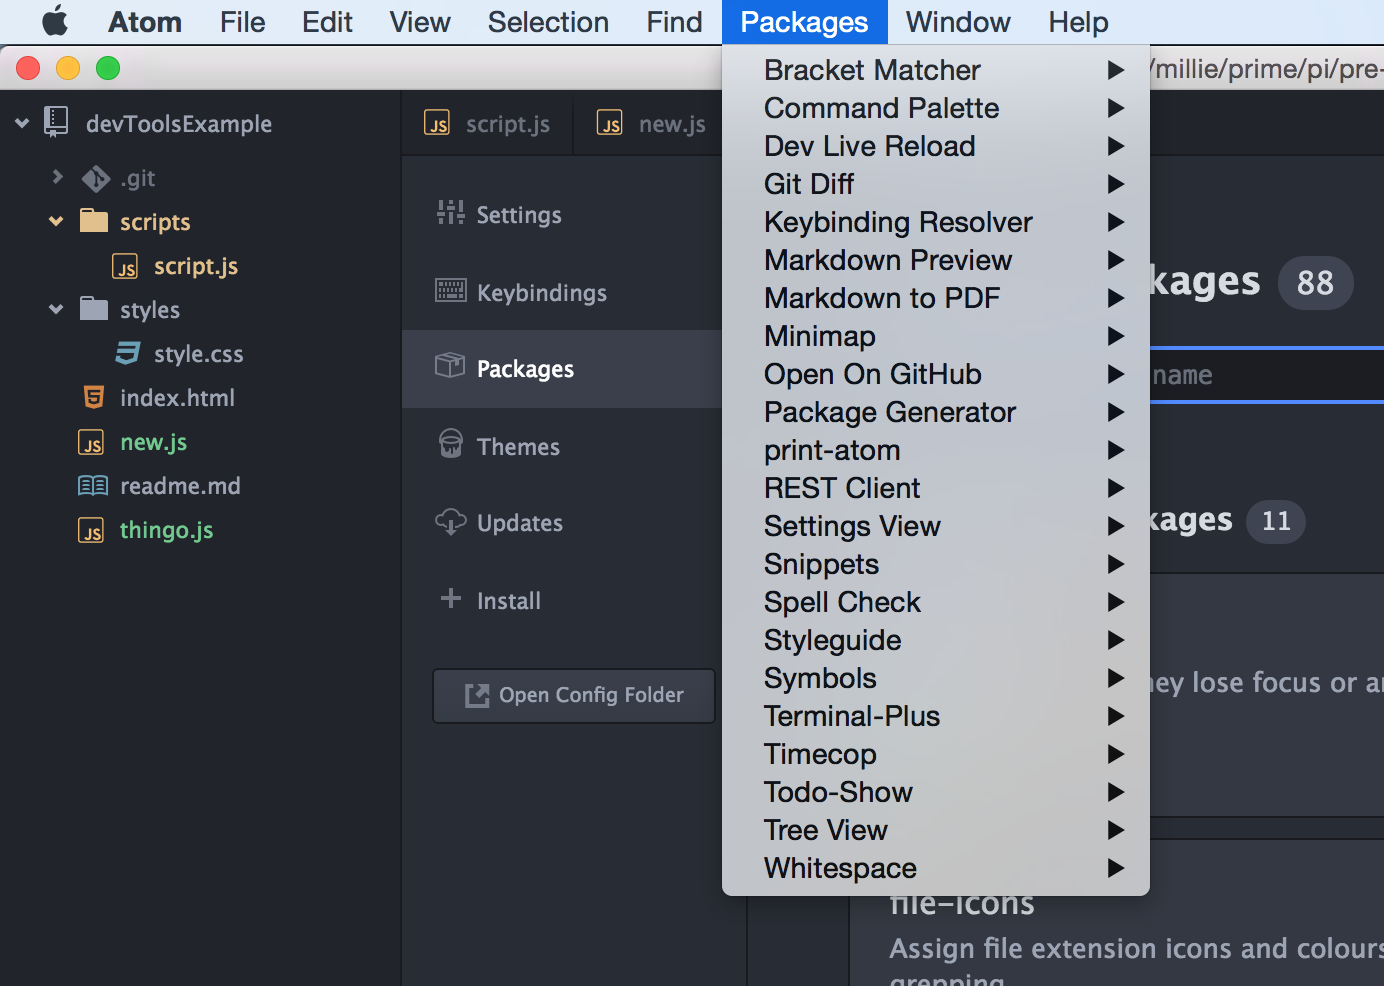 Atom File Edit View Selection Find Packages Window Help
/millie/prime/pi/pre-
devToolsExample
.git
scripts
script.js
styles
style.css
index.html
new.js
readme.md
thingo.js
script.js
new.js
Settings
Keybindings
Packages
Themes
Updates
Install
Open Config Folder
Bracket Matcher
Command Palette
Dev Live Reload
Git Diff
Keybinding Resolver
Markdown Preview
Markdown to PDF
Minimap
Open On GitHub
Package Generator
print-atom
REST Client
Settings View
Snippets
Spell Check
Styleguide
Symbols
Terminal-Plus
Timecop
Todo-Show
Tree View
Whitespace
kages 88
name
kages 11
hey lose focus or a
file-icons
Assign file extension icons and colours
grepping